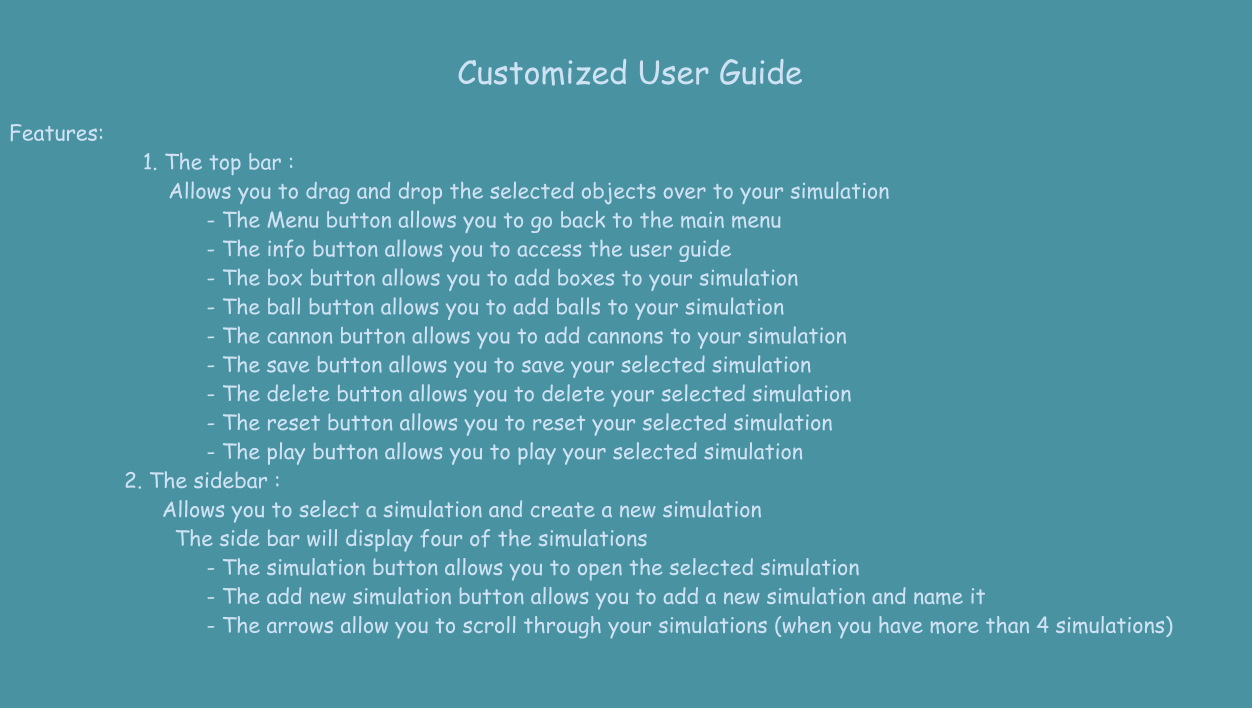 Customized User Guide
Features:
1. The top bar :
Allows you to drag and drop the selected objects over to your simulation
- The Menu button allows you to go back to the main menu
- The info button allows you to access the user guide
- The box button allows you to add boxes to your simulation
- The ball button allows you to add balls to your simulation
- The cannon button allows you to add cannons to your simulation
- The save button allows you to save your selected simulation
- The delete button allows you to delete your selected simulation
- The reset button allows you to reset your selected simulation
- The play button allows you to play your selected simulation
2. The sidebar :
Allows you to select a simulation and create a new simulation
The side bar will display four of the simulations
- The simulation button allows you to open the selected simulation
- The add new simulation button allows you to add a new simulation and name it
- The arrows allow you to scroll through your simulations (when you have more than 4 simulations)